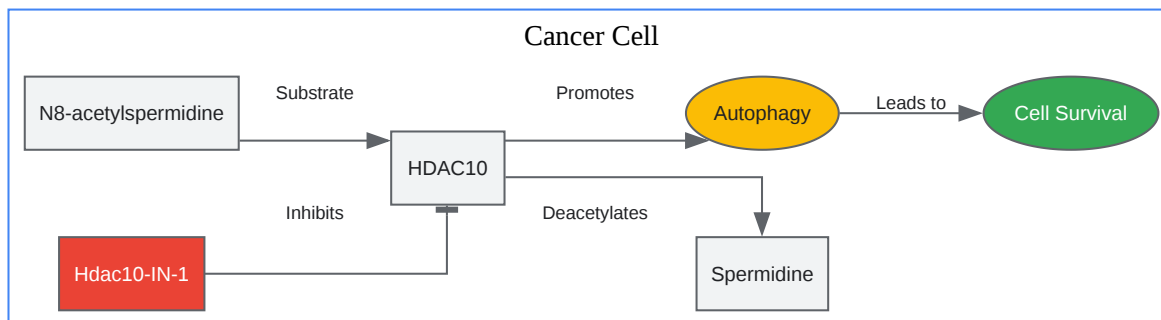 Cancer Cell
N8-acetylspermidine
Substrate
Promotes
Autophagy
Leads to
Cell Survival
HDAC10
Inhibits
Deacetylates
Hdac10-IN-1
Spermidine